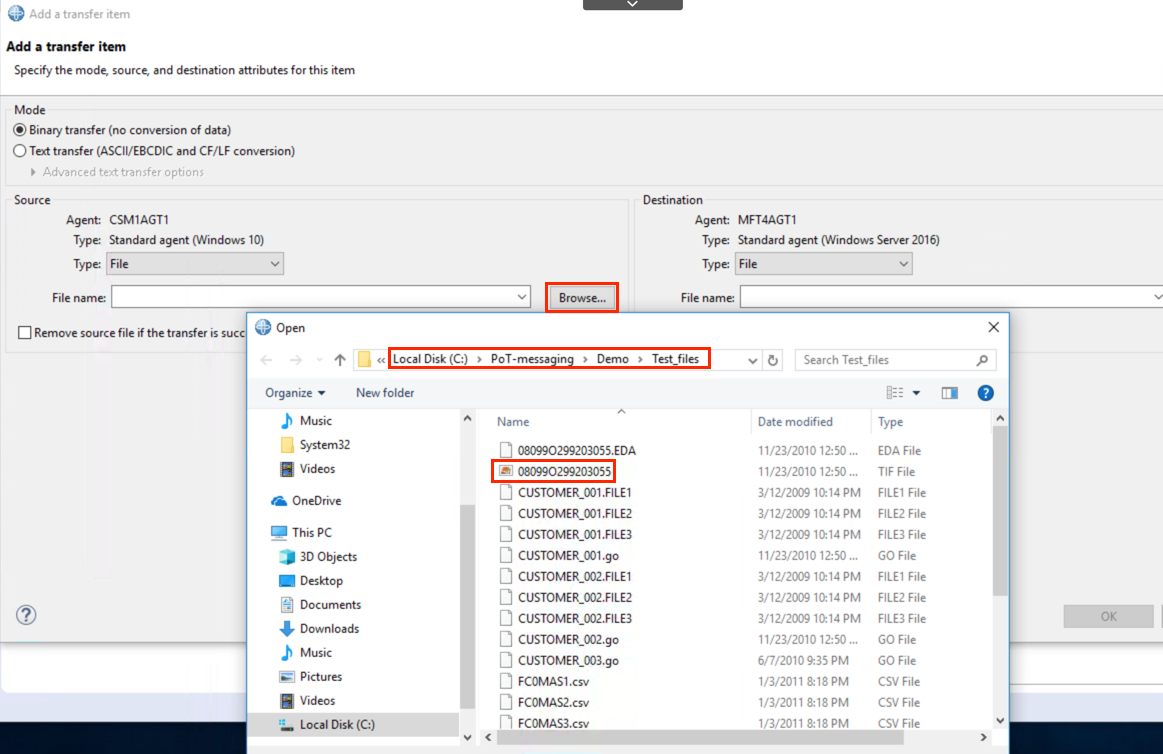 Add a transfer item
Add a transfer item
Specify the mode, source, and destination attributes for this item
Mode
Binary transfer (no conversion of data)
Text transfer (ASCII/EBCDIC and CF/LF conversion)
Advanced text transfer options
Source
Agent: CSM1AGT1
Type: Standard agent (Windows 10)
Type: File
File name:
Browse...
Remove source file if the transfer is succ
Destination
Agent: MFT4AGT1
Type: Standard agent (Windows Server 2016)
Type: File
File name:
Open
« Local Disk (C:) › PoT-messaging › Demo › Test_files
Search Test_files
Organize
New folder
?
Music
System32
Videos
OneDrive
This PC
3D Objects
Desktop
Documents
Downloads
Music
Pictures
Videos
Local Disk (C:)
Name Date modified Type
08099O299203055.EDA 11/23/2010 12:50 ... EDA File
08099O299203055 11/23/2010 12:50 ... TIF File
CUSTOMER_001.FILE1 3/12/2009 10:14 PM FILE1 File
CUSTOMER_001.FILE2 3/12/2009 10:14 PM FILE2 File
CUSTOMER_001.FILE3 3/12/2009 10:14 PM FILE3 File
CUSTOMER_001.go 11/23/2010 12:50 ... GO File
CUSTOMER_002.FILE1 3/12/2009 10:14 PM FILE1 File
CUSTOMER_002.FILE2 3/12/2009 10:14 PM FILE2 File
CUSTOMER_002.FILE3 3/12/2009 10:14 PM FILE3 File
CUSTOMER_002.go 11/23/2010 12:50 ... GO File
CUSTOMER_003.go 6/7/2010 9:35 PM GO File
FC0MAS1.csv 1/3/2011 8:18 PM CSV File
FC0MAS2.csv 1/3/2011 8:18 PM CSV File
FC0MAS3.csv 1/3/2011 8:18 PM CSV File
?
OK